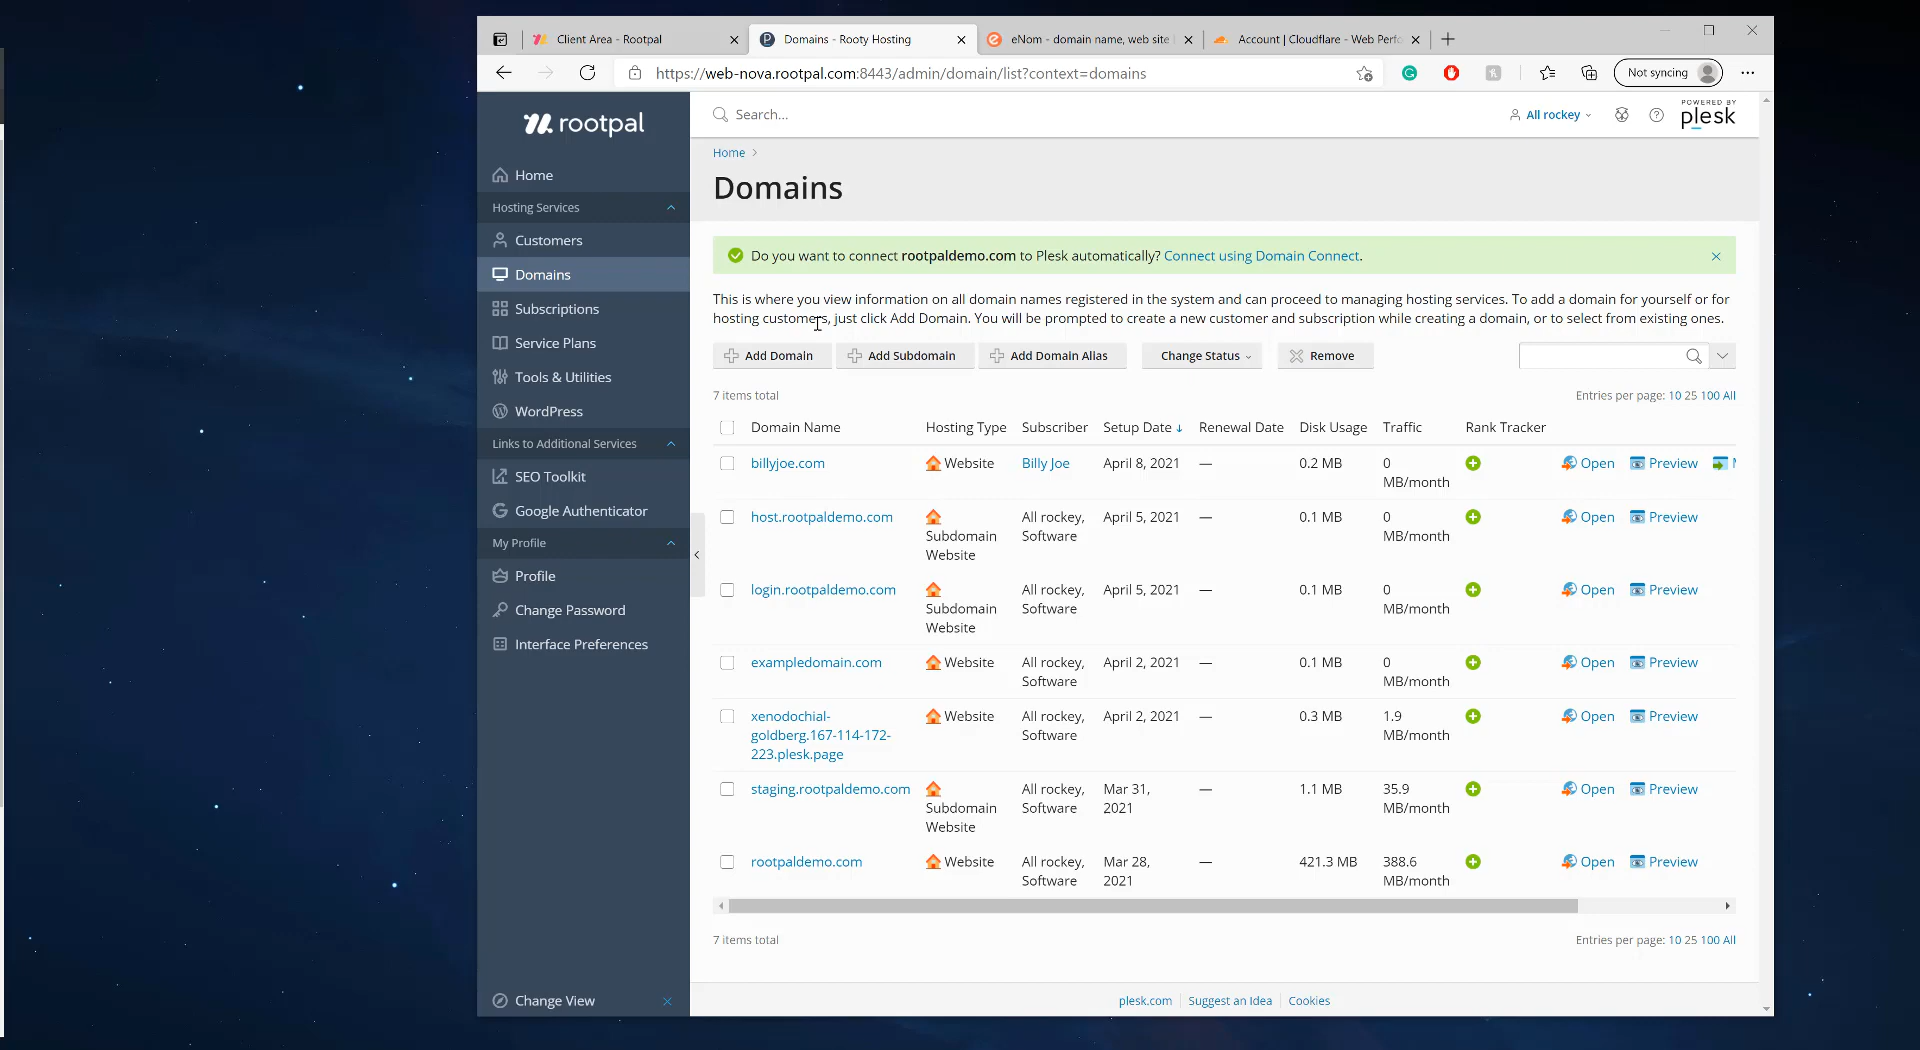 Client Area - Rootpal
Domains - Rooty Hosting
eNom - domain name, web site
Account | Cloudflare - Web Perfo
https://web-nova.rootpal.com:8443/admin/domain/list?context=domains
Not syncing
rootpal
Home
Hosting Services
Customers
Domains
Subscriptions
Service Plans
Tools & Utilities
WordPress
Links to Additional Services
SEO Toolkit
Google Authenticator
My Profile
Profile
Change Password
Interface Preferences
Change View
Search...
All rockey
POWERED BY
plesk
Home >
Domains
Do you want to connect rootpaldemo.com to Plesk automatically? Connect using Domain Connect.
This is where you view information on all domain names registered in the system and can proceed to managing hosting services. To add a domain for yourself or for
hosting customers, just click Add Domain. You will be prompted to create a new customer and subscription while creating a domain, or to select from existing ones.
Add Domain
Add Subdomain
Add Domain Alias
Change Status
Remove
7 items total
Entries per page: 10 25 100 All
Domain Name Hosting Type Subscriber Setup Date ↓ Renewal Date Disk Usage Traffic Rank Tracker
billyjoe.com Website Billy Joe April 8, 2021 — 0.2 MB 0 Open Preview
MB/month
host.rootpaldemo.com All rockey, April 5, 2021 — 0.1 MB 0 Open Preview
Subdomain Software MB/month
Website
login.rootpaldemo.com All rockey, April 5, 2021 — 0.1 MB 0 Open Preview
Subdomain Software MB/month
Website
exampledomain.com Website All rockey, April 2, 2021 — 0.1 MB 0 Open Preview
Software MB/month
xenodochial- Website All rockey, April 2, 2021 — 0.3 MB 1.9 Open Preview
goldberg.167-114-172- Software MB/month
223.plesk.page
staging.rootpaldemo.com All rockey, Mar 31, — 1.1 MB 35.9 Open Preview
Subdomain Software 2021 MB/month
Website
rootpaldemo.com Website All rockey, Mar 28, — 421.3 MB 388.6 Open Preview
Software 2021 MB/month
7 items total
Entries per page: 10 25 100 All
plesk.com
Suggest an Idea
Cookies